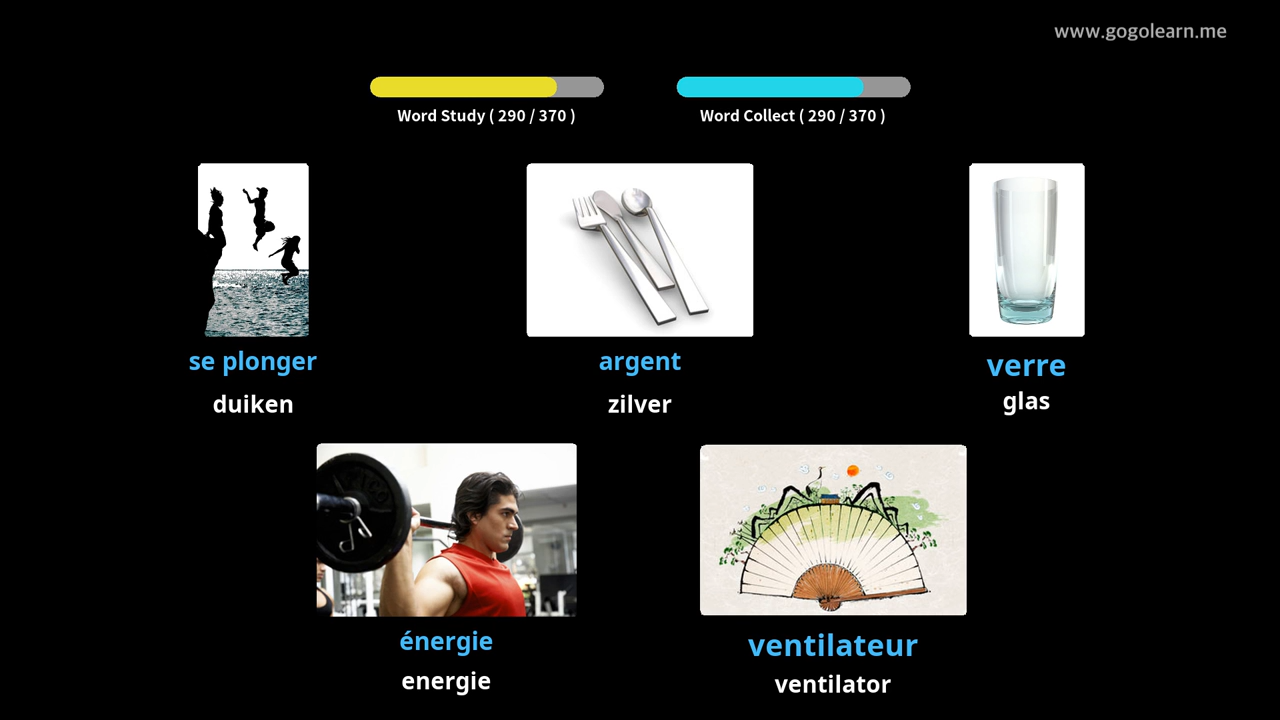 www.gogolearn.me
Word Study ( 290 / 370 )
Word Collect ( 290 / 370 )
se plonger
duiken
argent
zilver
verre
glas
énergie
energie
ventilateur
ventilator